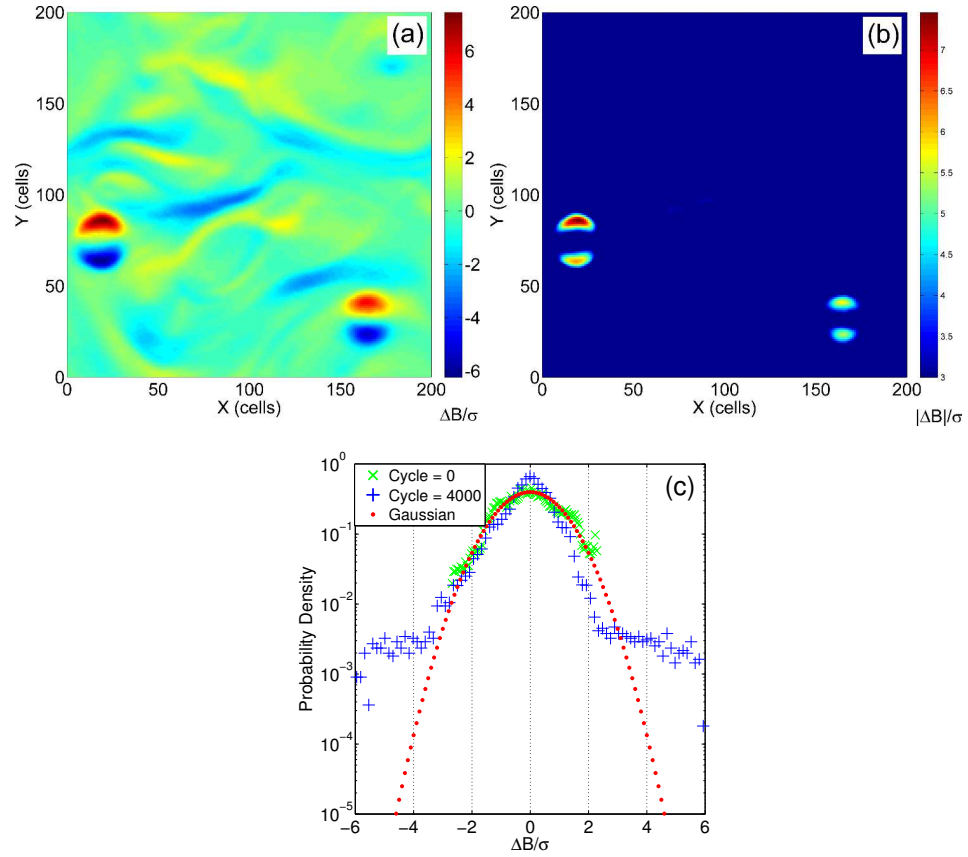 200
150
100
50
0
Y (cells)
0 50 100 150 200
X (cells)
(a)
6
4
2
0
-2
-4
-6
ΔB/σ
200
150
100
50
0
Y (cells)
0 50 100 150 200
X (cells)
(b)
7
6.5
6
5.5
5
4.5
4
3.5
3
|ΔB|/σ
10^0
10^-1
10^-2
10^-3
10^-4
10^-5
Probability Density
Cycle = 0
Cycle = 4000
Gaussian
(c)
-6 -4 -2 0 2 4 6
ΔB/σ